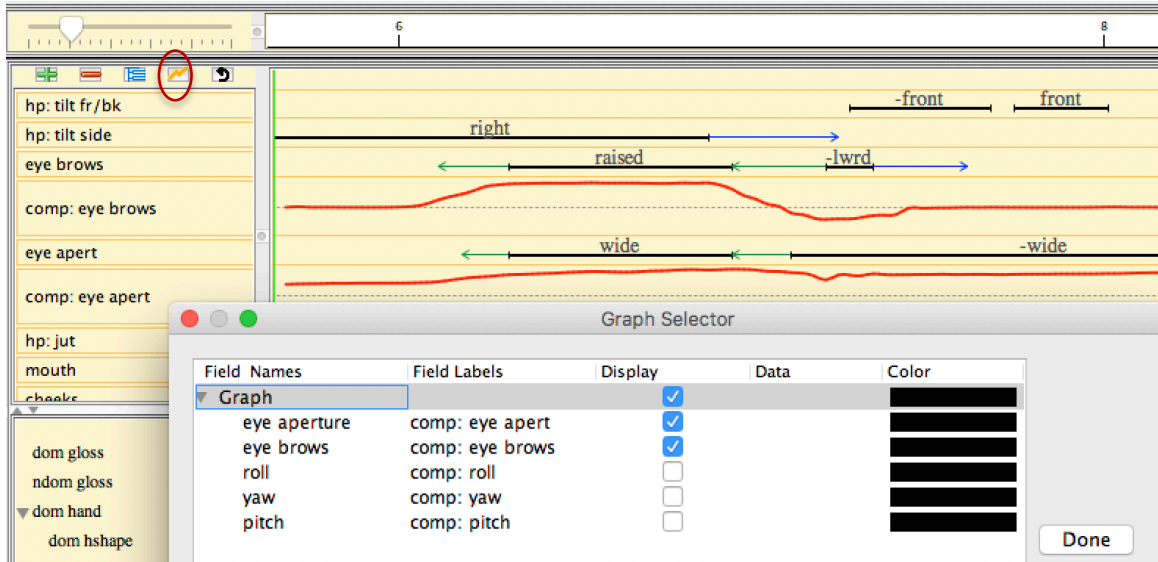 6 8
hp: tilt fr/bk -front front
hp: tilt side right
eye brows raised -lwrd
comp: eye brows
eye apert wide -wide
comp: eye apert
Graph Selector
hp: jut
mouth
cheeks
Field Names Field Labels Display Data Color
Graph
eye aperture comp: eye apert
eye brows comp: eye brows
roll comp: roll
yaw comp: yaw
pitch comp: pitch
Done
dom gloss
ndom gloss
dom hand
dom hshape